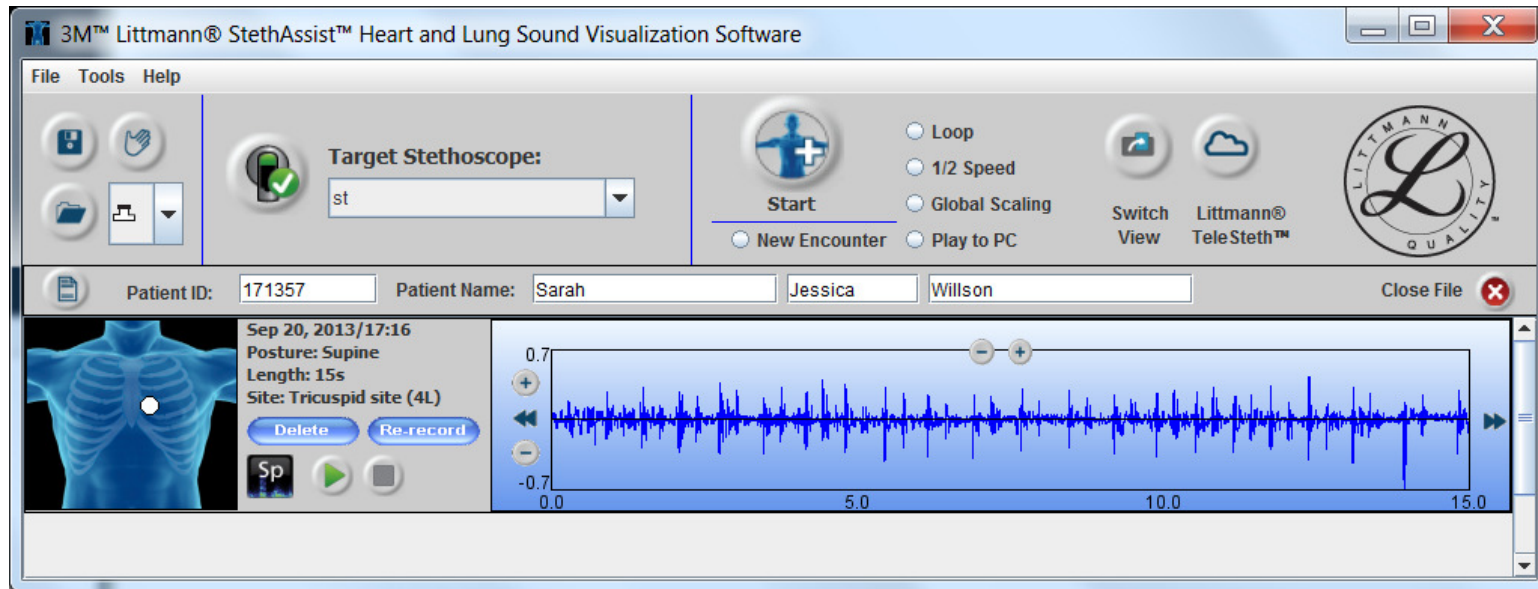 3M™ Littmann® StethAssist™ Heart and Lung Sound Visualization Software
File Tools Help
Target Stethoscope:
st
Start
New Encounter
Loop
1/2 Speed
Global Scaling
Play to PC
Switch
View
Littmann®
TeleSteth™
LITTMANN
L
QUALITY™
Patient ID: 171357 Patient Name: Sarah Jessica Willson Close File
Sep 20, 2013/17:16
Posture: Supine
Length: 15s
Site: Tricuspid site (4L)
Delete Re-record
Sp
0.7
-0.7
0.0 5.0 10.0 15.0